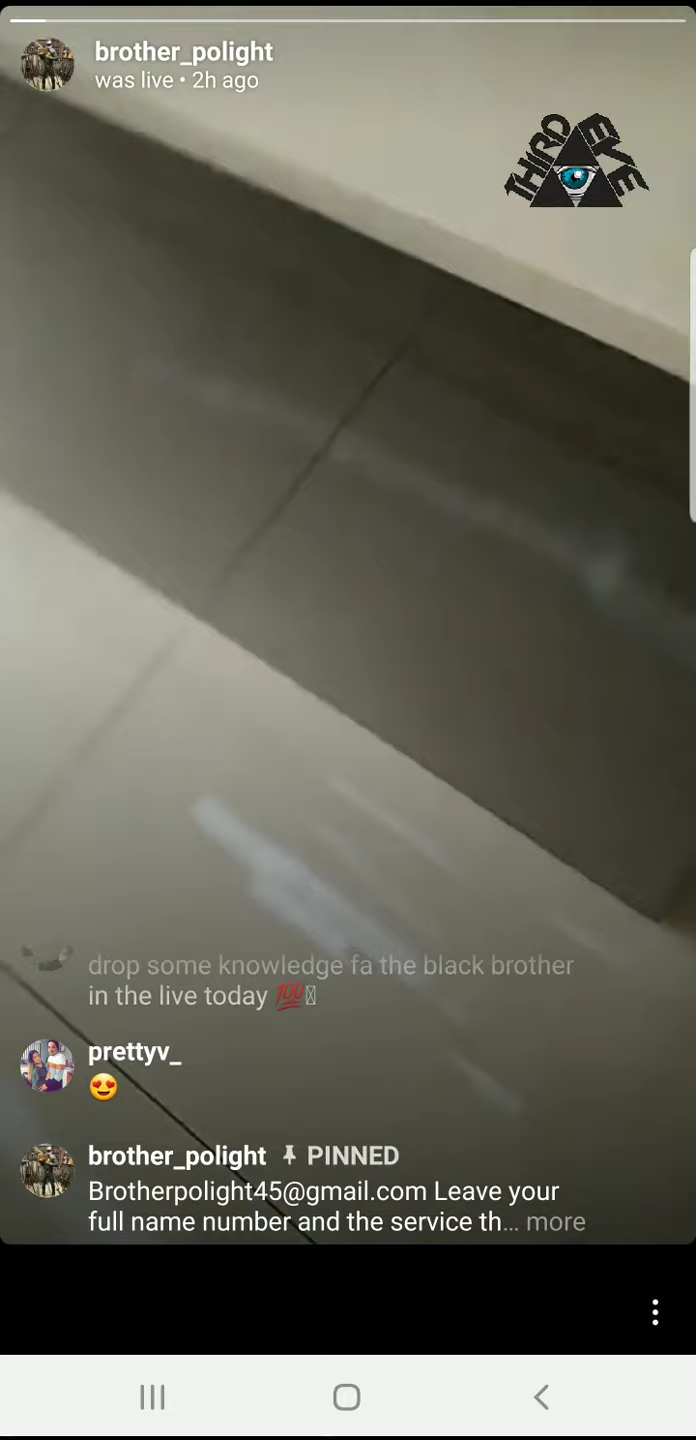 brother_polight
was live • 2h ago
THIRD EYE
drop some knowledge fa the black brother
in the live today 💯
prettyv_
😍
brother_polight 📌 PINNED
Brotherpolight45@gmail.com Leave your
full name number and the service th... more